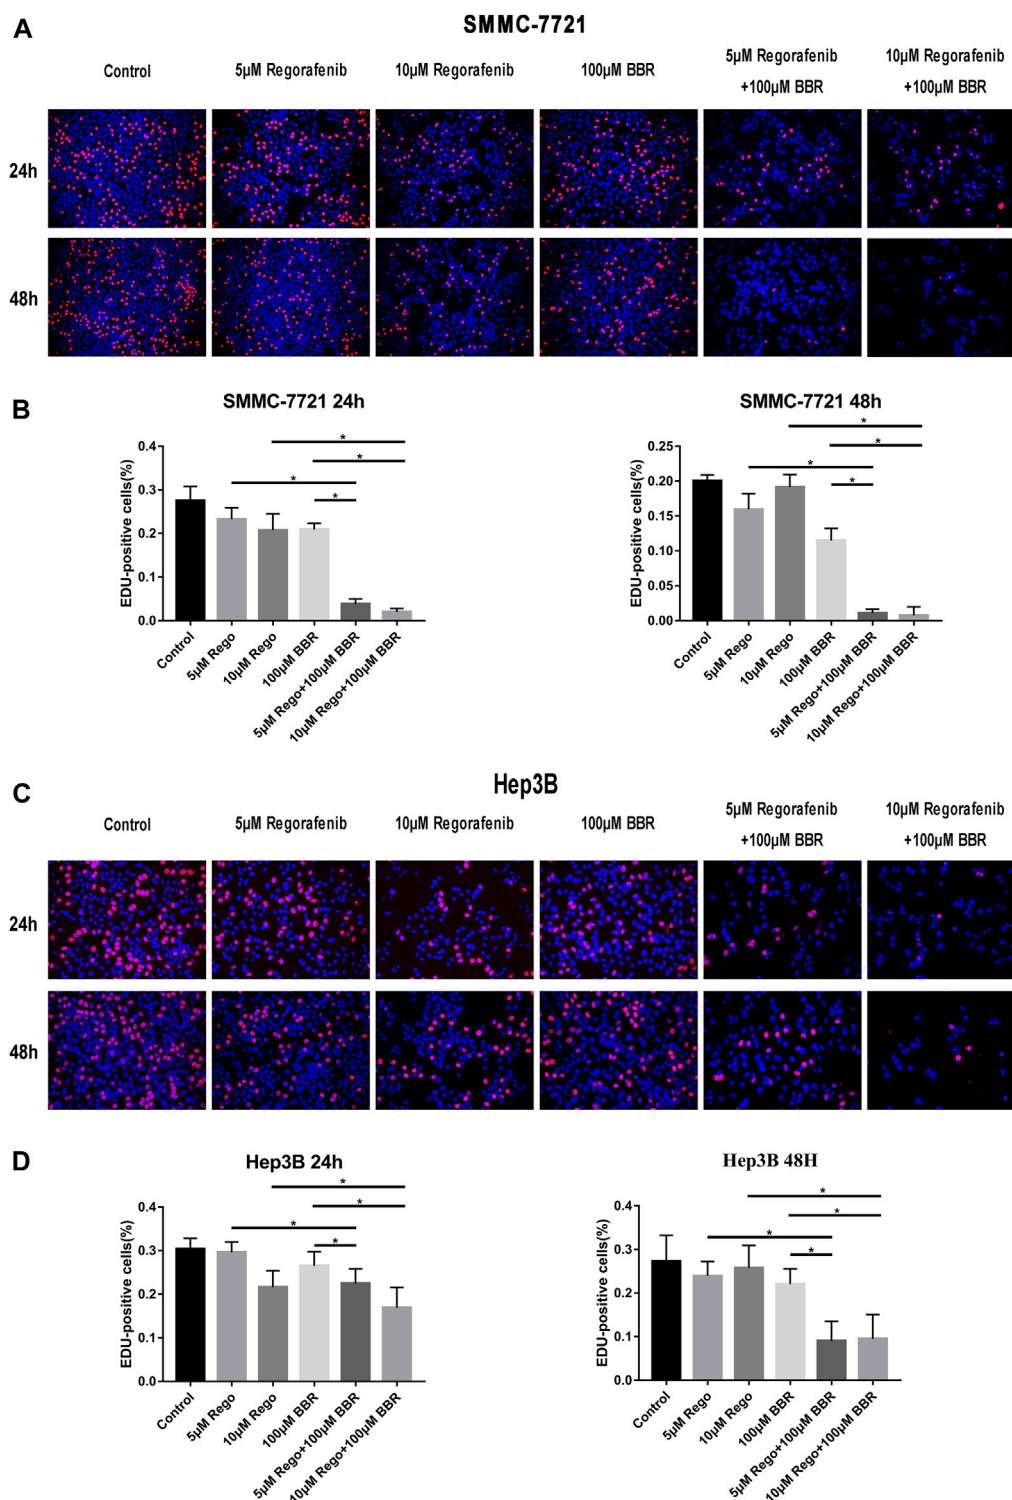 A
SMMC-7721
Control
5µM Regorafenib
10µM Regorafenib
100µM BBR
5µM Regorafenib
+100µM BBR
10µM Regorafenib
+100µM BBR
24h
48h
B
SMMC-7721 24h
EDU-positive cells(%)
0.4
0.3
0.2
0.1
0.0
*
*
*
*
Control
5µM Rego
10µM Rego
100µM BBR
5µM Rego+100µM BBR
10µM Rego+100µM BBR
SMMC-7721 48h
EDU-positive cells(%)
0.25
0.20
0.15
0.10
0.05
0.00
*
*
*
*
Control
5µM Rego
10µM Rego
100µM BBR
5µM Rego+100µM BBR
10µM Rego+100µM BBR
C
Hep3B
Control
5µM Regorafenib
10µM Regorafenib
100µM BBR
5µM Regorafenib
+100µM BBR
10µM Regorafenib
+100µM BBR
24h
48h
D
Hep3B 24h
EDU-positive cells(%)
0.4
0.3
0.2
0.1
0.0
*
*
*
*
Control
5µM Rego
10µM Rego
100µM BBR
5µM Rego+100µM BBR
10µM Rego+100µM BBR
Hep3B 48H
EDU-positive cells(%)
0.4
0.3
0.2
0.1
0.0
*
*
*
*
Control
5µM Rego
10µM Rego
100µM BBR
5µM Rego+100µM BBR
10µM Rego+100µM BBR